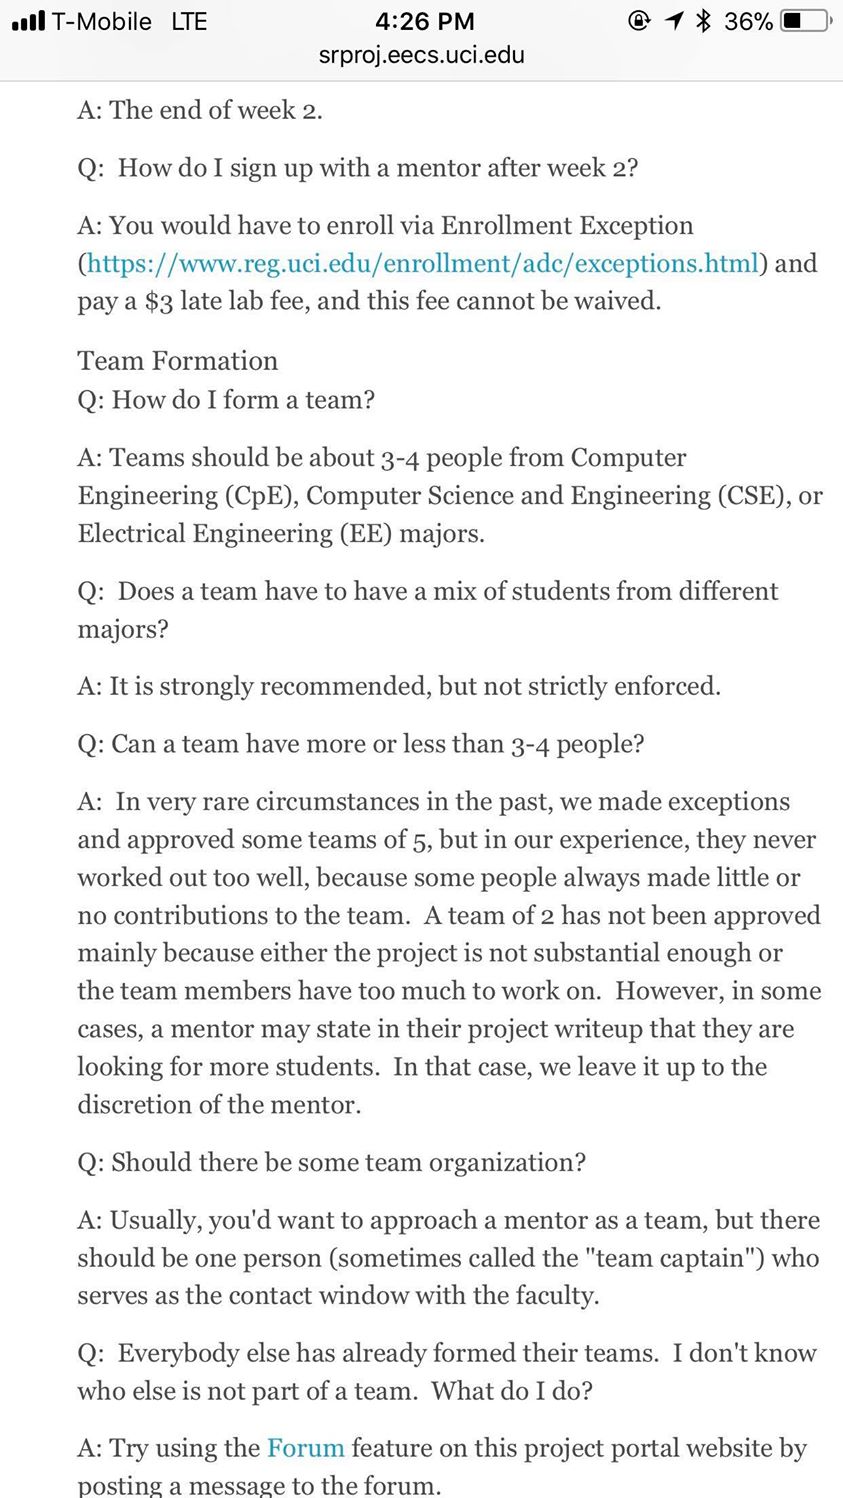 T-Mobile LTE 4:26 PM 36%
srproj.eecs.uci.edu
A: The end of week 2.
Q:  How do I sign up with a mentor after week 2?
A: You would have to enroll via Enrollment Exception
(https://www.reg.uci.edu/enrollment/adc/exceptions.html) and
pay a $3 late lab fee, and this fee cannot be waived.
Team Formation
Q: How do I form a team?
A: Teams should be about 3-4 people from Computer
Engineering (CpE), Computer Science and Engineering (CSE), or
Electrical Engineering (EE) majors.
Q:  Does a team have to have a mix of students from different
majors?
A: It is strongly recommended, but not strictly enforced.
Q: Can a team have more or less than 3-4 people?
A:  In very rare circumstances in the past, we made exceptions
and approved some teams of 5, but in our experience, they never
worked out too well, because some people always made little or
no contributions to the team.  A team of 2 has not been approved
mainly because either the project is not substantial enough or
the team members have too much to work on.  However, in some
cases, a mentor may state in their project writeup that they are
looking for more students.  In that case, we leave it up to the
discretion of the mentor.
Q: Should there be some team organization?
A: Usually, you'd want to approach a mentor as a team, but there
should be one person (sometimes called the "team captain") who
serves as the contact window with the faculty.
Q:  Everybody else has already formed their teams.  I don't know
who else is not part of a team.  What do I do?
A: Try using the Forum feature on this project portal website by
posting a message to the forum.